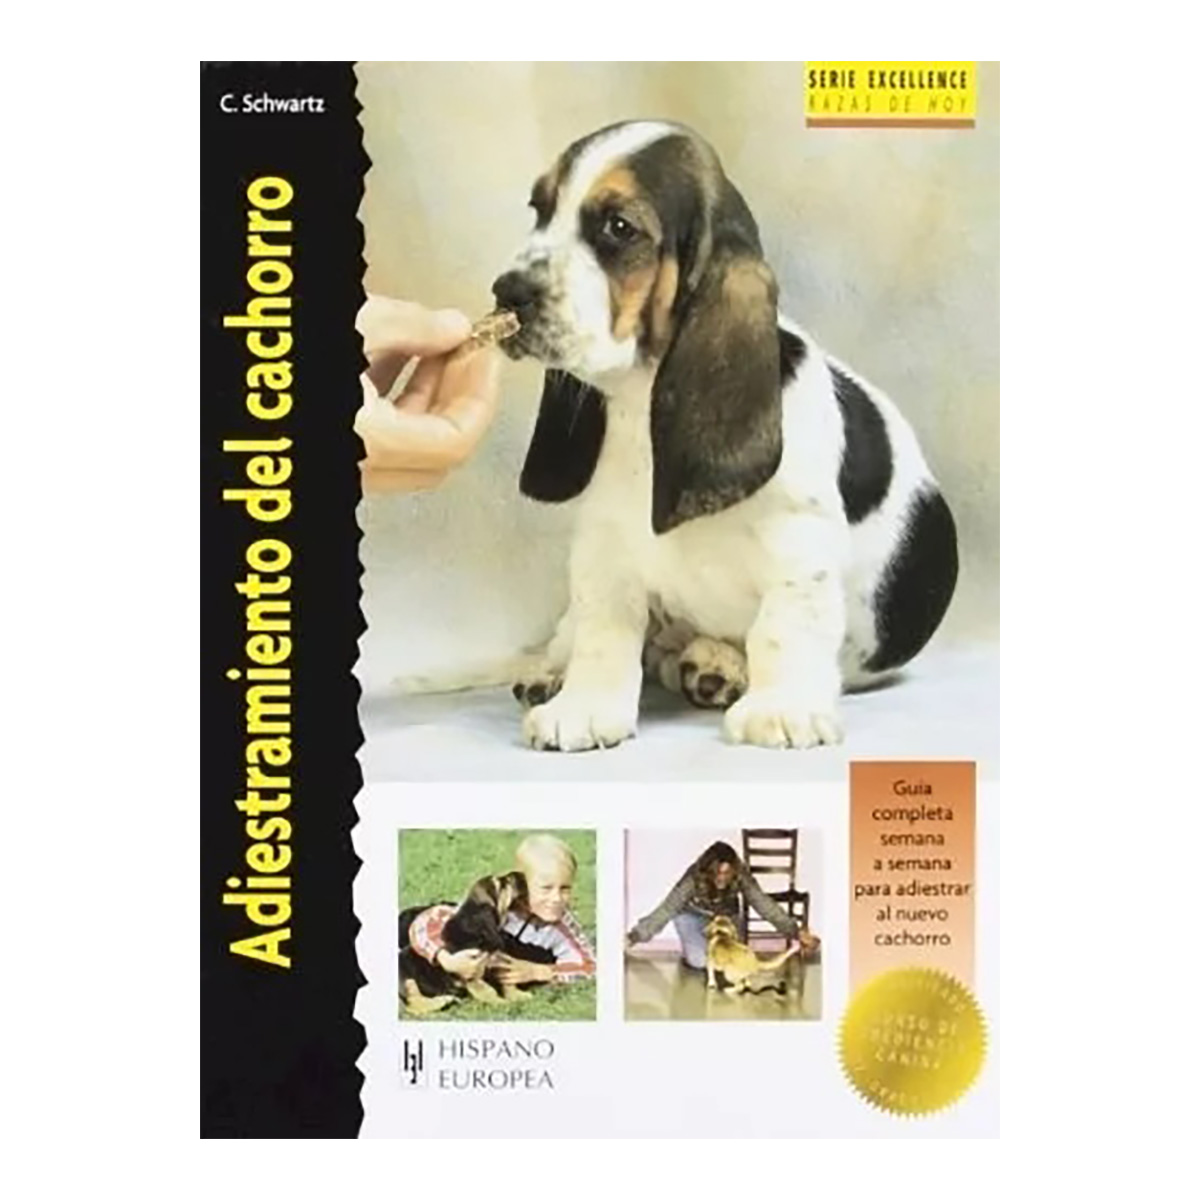 C. Schwartz
Adiestramiento del cachorro
SERIE EXCELLENCE
RAZAS DE HOY
Guía
completa
semana
a semana
para adiestrar
al nuevo
cachorro
CANINA
HISPANO
EUROPEA